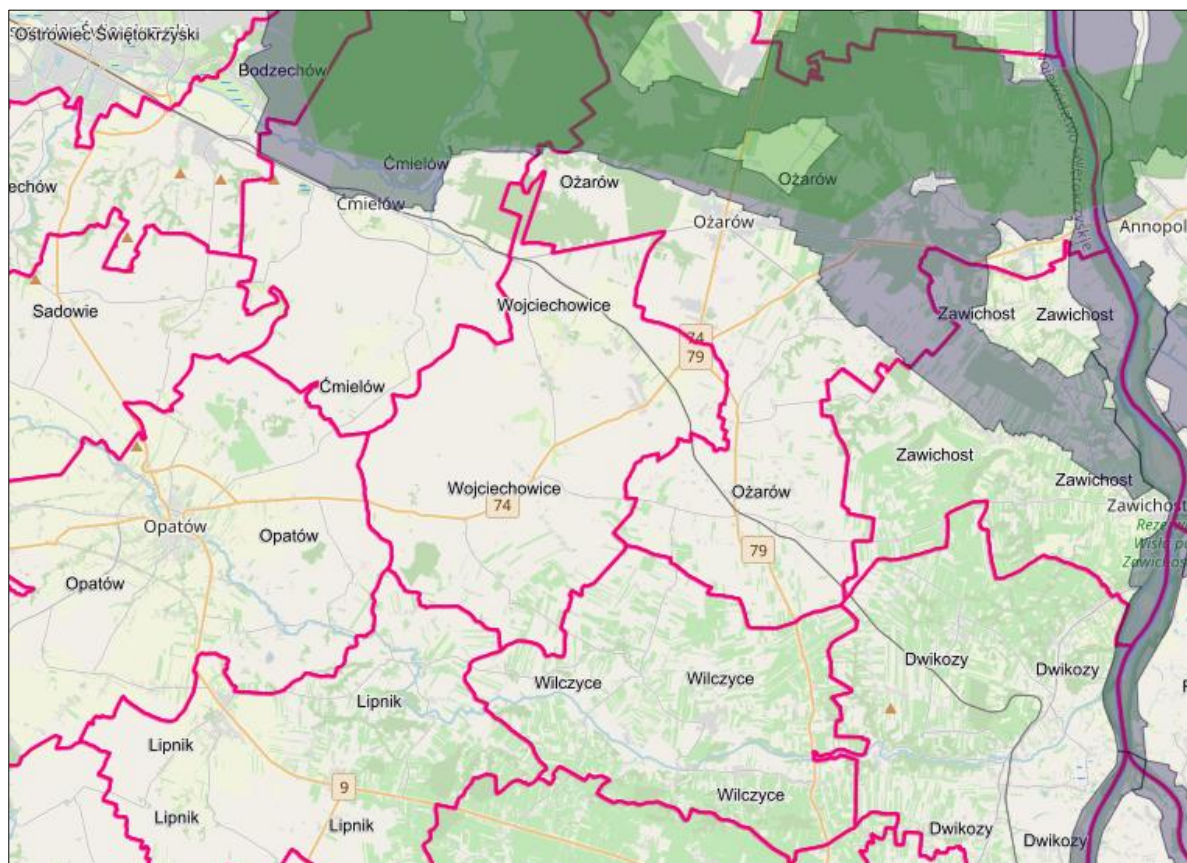 Ostrowiec Świętokrzyski
Bodzechów
Ćmielów
Ożarów
Ożarów
Województwo Świętokrzyskie
echów
Ćmielów
Ożarów
Annopol
Sadowie
Wojciechowice
Zawichost
Zawichost
74
79
Ćmielów
Zawichost
Wojciechowice
74
Ożarów
Zawichost
Zawichost
Opatów
Opatów
79
Opatów
Dwikozy
Dwikozy
Wilczyce
Wilczyce
Lipnik
Lipnik
9
Wilczyce
Lipnik
Lipnik
Dwikozy
Dwikozy